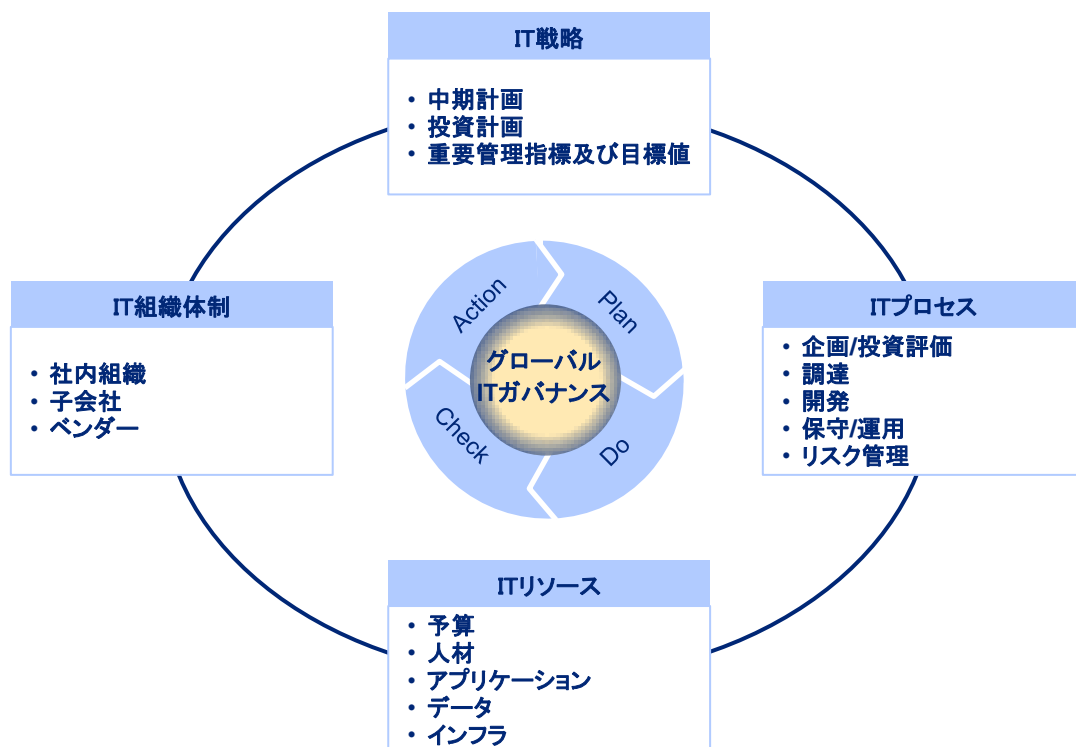 IT戦略
・ 中期計画
・ 投資計画
・ 重要管理指標及び目標値
IT組織体制
・ 社内組織
・ 子会社
・ ベンダー
Action
Plan
グローバル
ITガバナンス
Check
Do
ITプロセス
・ 企画/投資評価
・ 調達
・ 開発
・ 保守/運用
・ リスク管理
ITリソース
・ 予算
・ 人材
・ アプリケーション
・ データ
・ インフラ